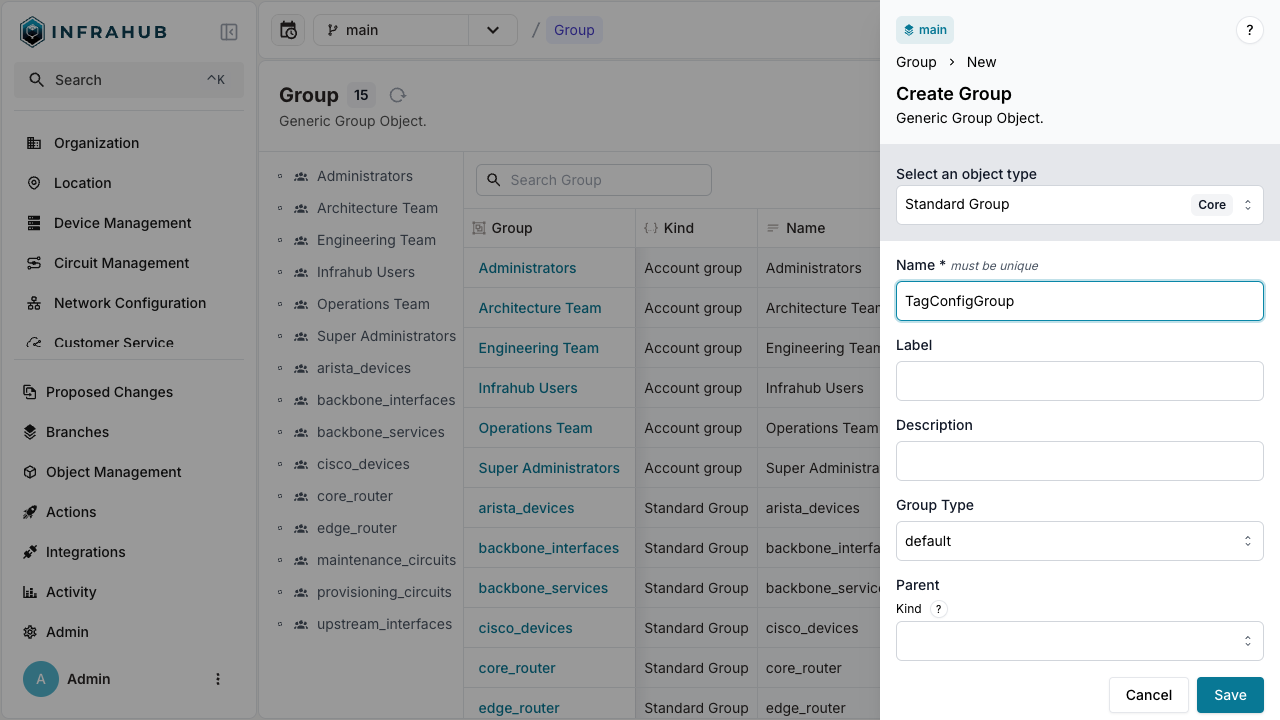 INFRAHUB
Search ^K
Organization
Location
Device Management
Circuit Management
Network Configuration
Customer Service
Proposed Changes
Branches
Object Management
Actions
Integrations
Activity
Admin
A Admin
main / Group
Group 15
Generic Group Object.
Administrators
Architecture Team
Engineering Team
Infrahub Users
Operations Team
Super Administrators
arista_devices
backbone_interfaces
backbone_services
cisco_devices
core_router
edge_router
maintenance_circuits
provisioning_circuits
upstream_interfaces
Search Group
Group {} Kind Name
Administrators Account group Administrators
Architecture Team Account group Architecture Tear
Engineering Team Account group Engineering Team
Infrahub Users Account group Infrahub Users
Operations Team Account group Operations Team
Super Administrators Account group Super Administra
arista_devices Standard Group arista_devices
backbone_interfaces Standard Group backbone_interfa
backbone_services Standard Group backbone_service
cisco_devices Standard Group cisco_devices
core_router Standard Group core_router
edge_router Standard Group edge_router
main ?
Group > New
Create Group
Generic Group Object.
Select an object type
Standard Group Core
Name * must be unique
TagConfigGroup
Label
Description
Group Type
default
Parent
Kind ?
Cancel Save